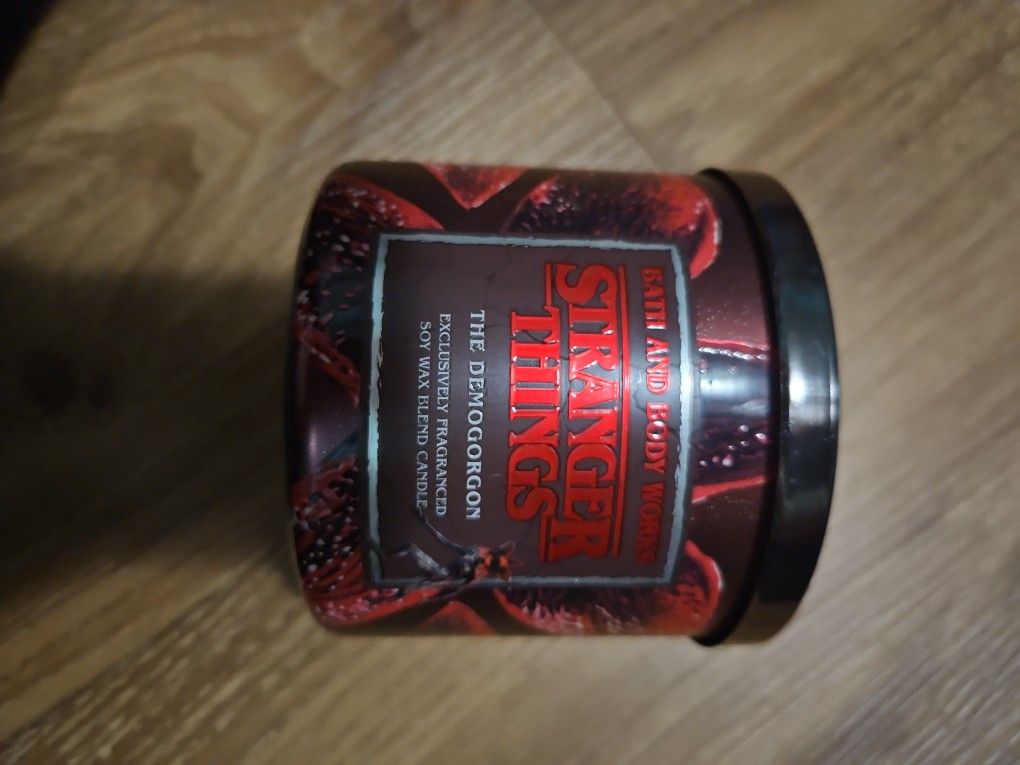 BATH AND BODY WORKS
STRANGER
THINGS
THE DEMOGORGON
EXCLUSIVELY FRAGRANCED
SOY WAX BLEND CANDLE